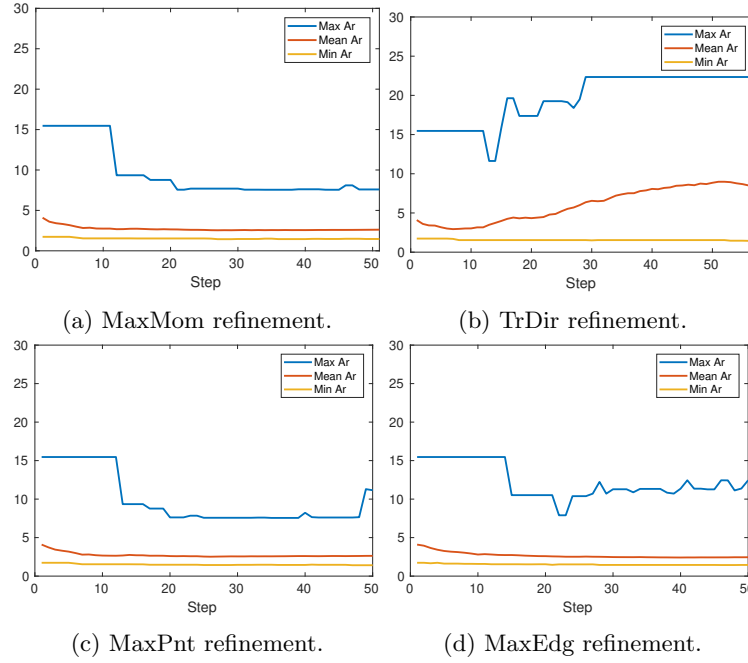 30
25
20
15
10
5
0
0 10 20 30 40 50
Step
Max Ar
Mean Ar
Min Ar
(a) MaxMom refinement.
30
25
20
15
10
5
0
0 10 20 30 40 50
Step
Max Ar
Mean Ar
Min Ar
(b) TrDir refinement.
30
25
20
15
10
5
0
0 10 20 30 40 50
Step
Max Ar
Mean Ar
Min Ar
(c) MaxPnt refinement.
30
25
20
15
10
5
0
0 10 20 30 40 50
Step
Max Ar
Mean Ar
Min Ar
(d) MaxEdg refinement.